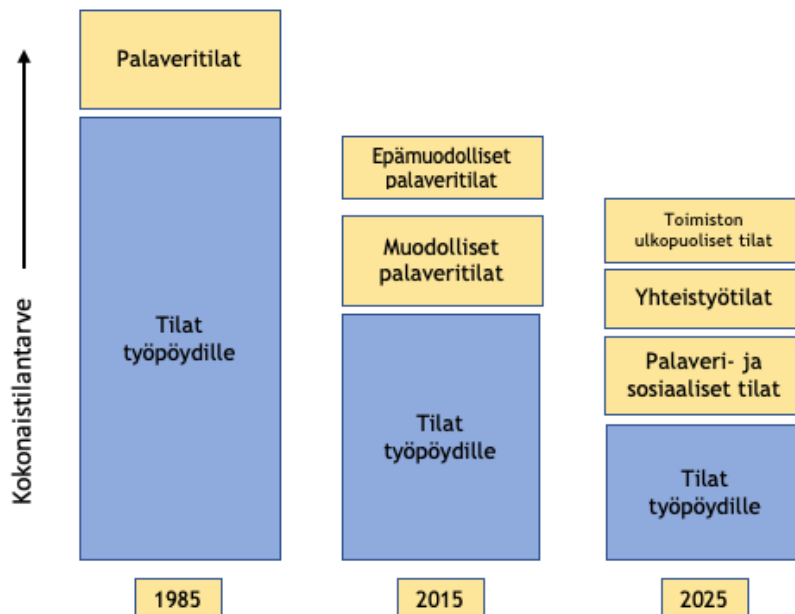 Kokonaistilantarve
Palaveritilat
Tilat
työpöydille
1985
Epämuodolliset
palaveritilat
Muodolliset
palaveritilat
Tilat
työpöydille
2015
Toimiston
ulkopuoliset tilat
Yhteistyötilat
Palaveri- ja
sosiaaliset tilat
Tilat
työpöydille
2025